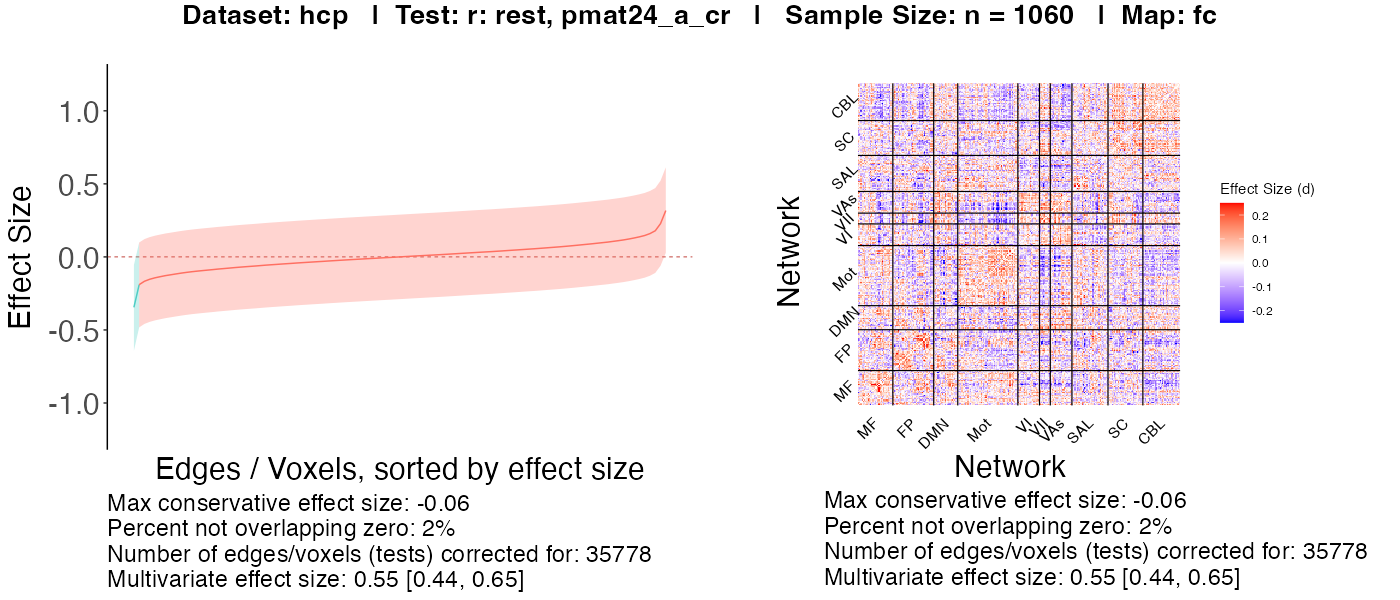 Dataset: hcp | Test: r: rest, pmat24_a_cr | Sample Size: n = 1060 | Map: fc
Effect Size
1.0
0.5
0.0
-0.5
-1.0
Edges / Voxels, sorted by effect size
Max conservative effect size: -0.06
Percent not overlapping zero: 2%
Number of edges/voxels (tests) corrected for: 35778
Multivariate effect size: 0.55 [0.44, 0.65]
Network
CBL
SC
SAL
VAs
VII
VI
Mot
DMN
FP
MF
MF FP DMN Mot VI VII VAs SAL SC CBL
Network
Effect Size (d)
0.2
0.1
0.0
-0.1
-0.2
Max conservative effect size: -0.06
Percent not overlapping zero: 2%
Number of edges/voxels (tests) corrected for: 35778
Multivariate effect size: 0.55 [0.44, 0.65]